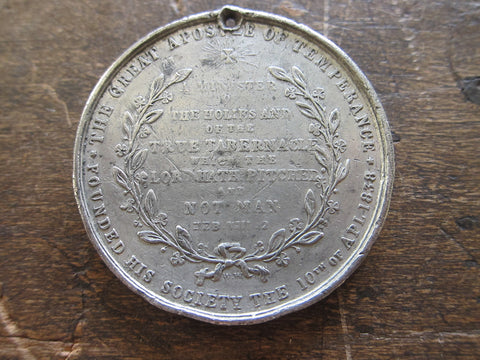 THE GREAT APOSTLE OF TEMPERANCE
FOUNDED HIS SOCIETY THE 10TH OF APL 1838
A MINISTER
OF
THE HOLIES AND
OF THE
TRUE TABERNACLE
WHICH THE
LORD HATH PITCHED
AND
NOT MAN
HEB VIII. 2